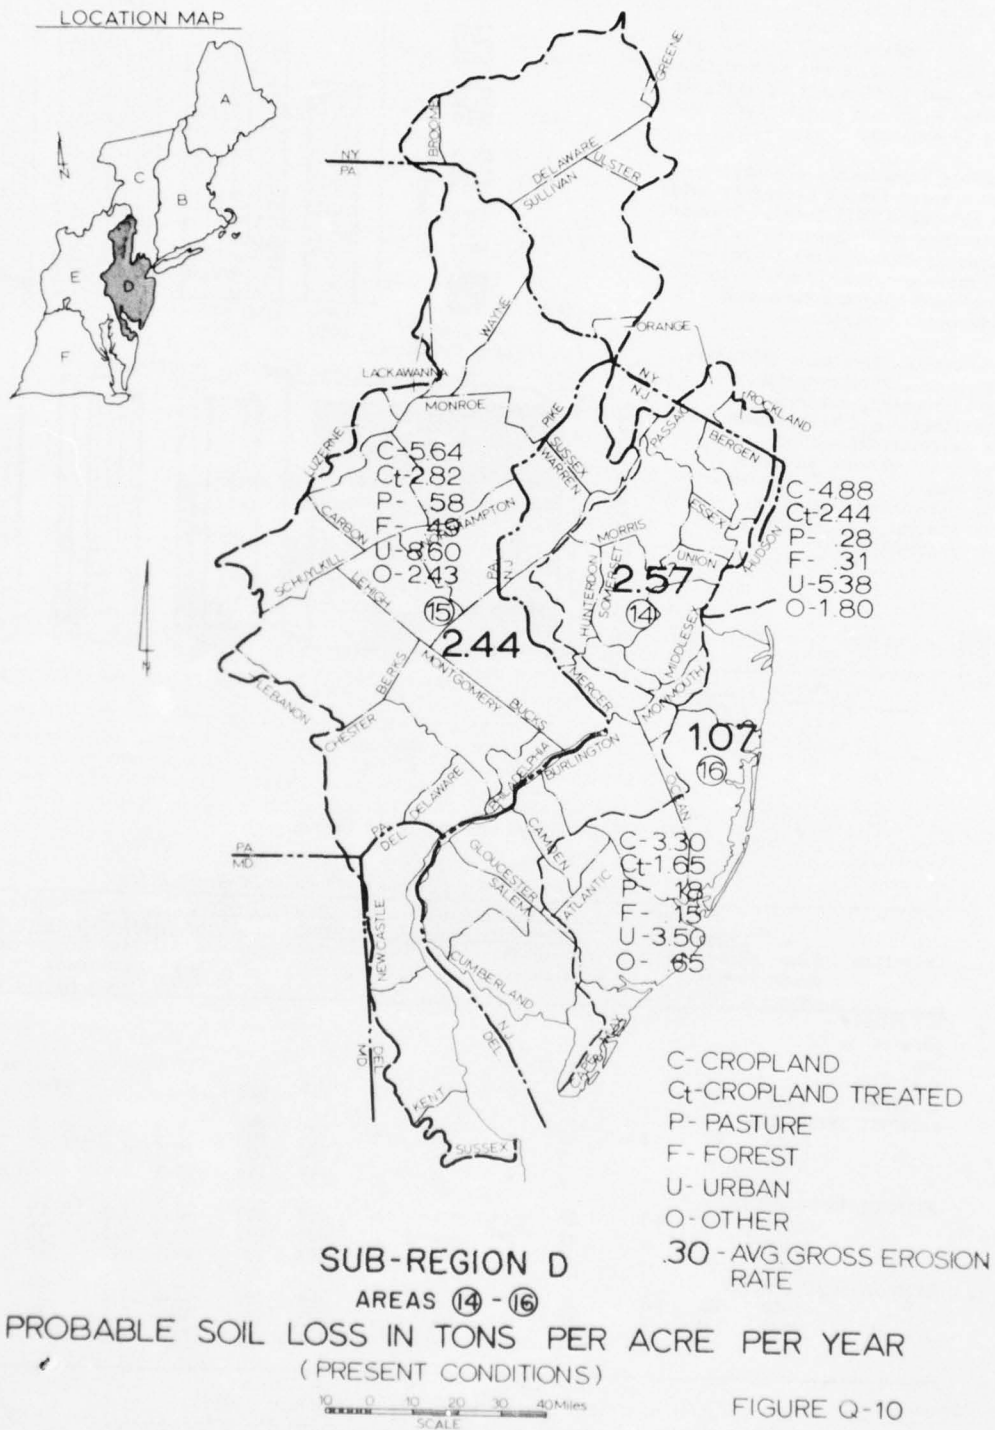 LOCATION MAP
A
B
C
D
E
F
N
GREENE
BROOME
NY
PA
DELAWARE
ULSTER
SULLIVAN
WAYNE
ORANGE
LACKAWANNA
MONROE
PIKE
NY
NJ
ROCKLAND
PASSAIC
BERGEN
SUSSEX
WARREN
LUZERNE
C-5.64
Ct-2.82
P- .58
F- .49
U-8.60
O-2.43
CARBON
NORTHAMPTON
SCHUYLKILL
LEHIGH
PA
NJ
MORRIS
ESSEX
UNION
HUDSON
C-4.88
Ct-2.44
P- .28
F- .31
U-5.38
O-1.80
HUNTERDON
SOMERSET
2.57
14
15
2.44
MIDDLESEX
N
BERKS
MONTGOMERY
BUCKS
MERCER
MONMOUTH
LEBANON
CHESTER
1.07
16
PHILADELPHIA
BURLINGTON
DELAWARE
OCEAN
PA
DEL
PA
MD
CAMDEN
GLOUCESTER
SALEM
ATLANTIC
C-3.30
Ct-1.65
P- .18
F- .15
U-3.50
O- .65
NEWCASTLE
CUMBERLAND
NJ
DEL
CAPE MAY
MD
DEL
KENT
SUSSEX
C- CROPLAND
Ct-CROPLAND TREATED
P- PASTURE
F- FOREST
U- URBAN
O-OTHER
.30 - AVG. GROSS EROSION
RATE
SUB-REGION D
AREAS 14 - 16
PROBABLE SOIL LOSS IN TONS PER ACRE PER YEAR
(PRESENT CONDITIONS)
10 0 10 20 30 40 Miles
SCALE
FIGURE Q-10